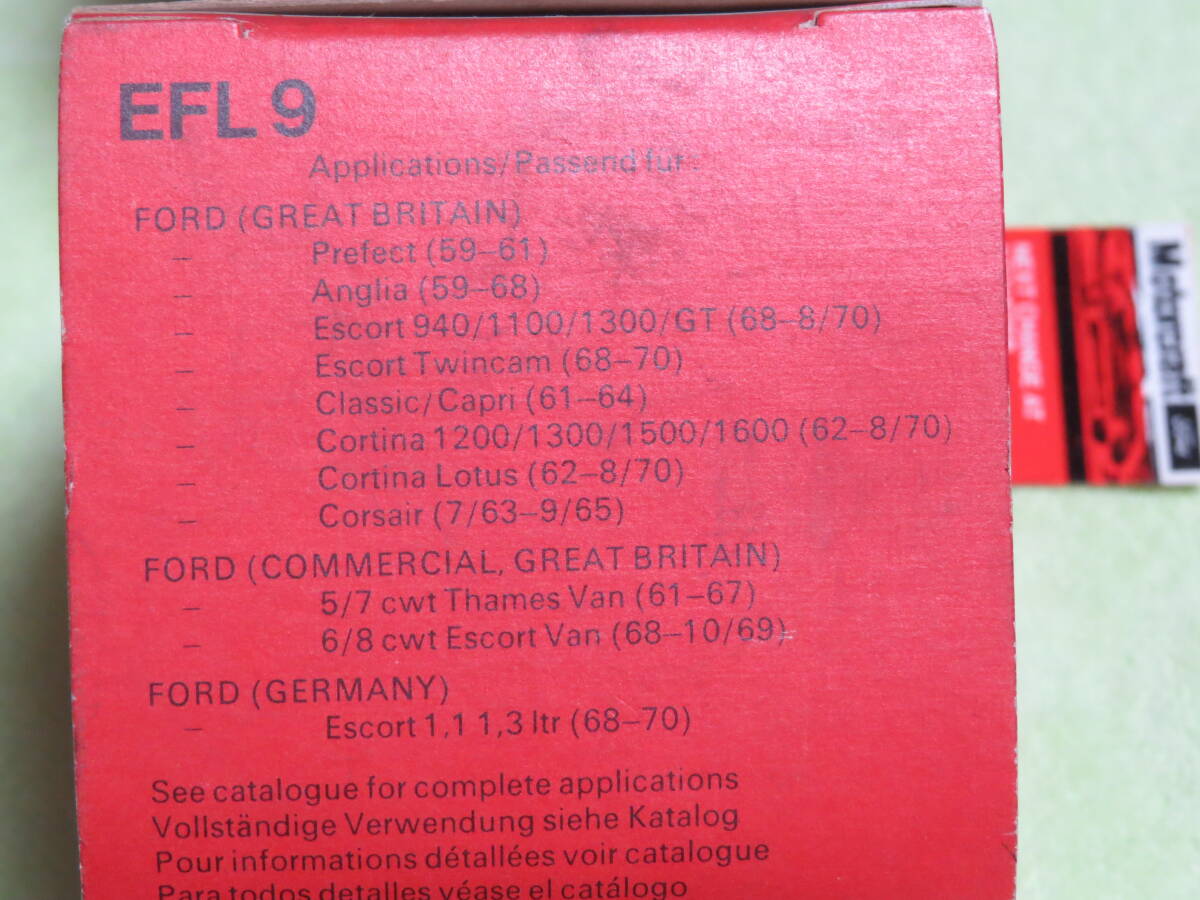 EFL 9
Applications/Passend für:
FORD (GREAT BRITAIN)
– Prefect (59–61)
– Anglia (59–68)
– Escort 940/1100/1300/GT (68–8/70)
– Escort Twincam (68–70)
– Classic/Capri (61–64)
– Cortina 1200/1300/1500/1600 (62–8/70)
– Cortina Lotus (62–8/70)
– Corsair (7/63–9/65)
FORD (COMMERCIAL, GREAT BRITAIN)
– 5/7 cwt Thames Van (61–67)
– 6/8 cwt Escort Van (68–10/69)
FORD (GERMANY)
– Escort 1,1 1,3 ltr (68–70)
See catalogue for complete applications
Vollständige Verwendung siehe Katalog
Pour informations détallées voir catalogue
Para todos detalles véase el catálogo
Motorcraft
NEXT CHANGE AT